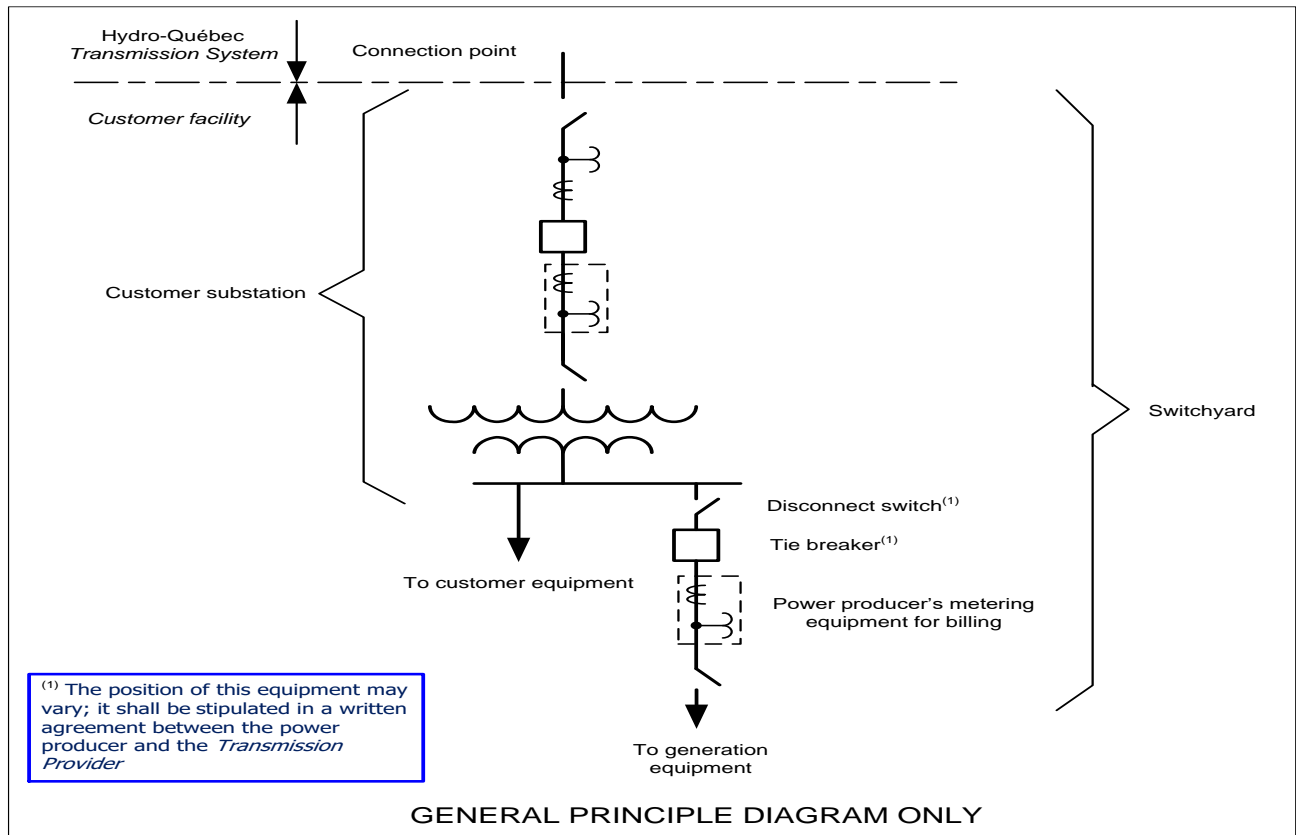 Hydro-Québec
Transmission System
Connection point
Customer facility
Customer substation
Switchyard
Disconnect switch(1)
Tie breaker(1)
To customer equipment
Power producer's metering
equipment for billing
(1) The position of this equipment may
vary; it shall be stipulated in a written
agreement between the power
producer and the Transmission
Provider
To generation
equipment
GENERAL PRINCIPLE DIAGRAM ONLY